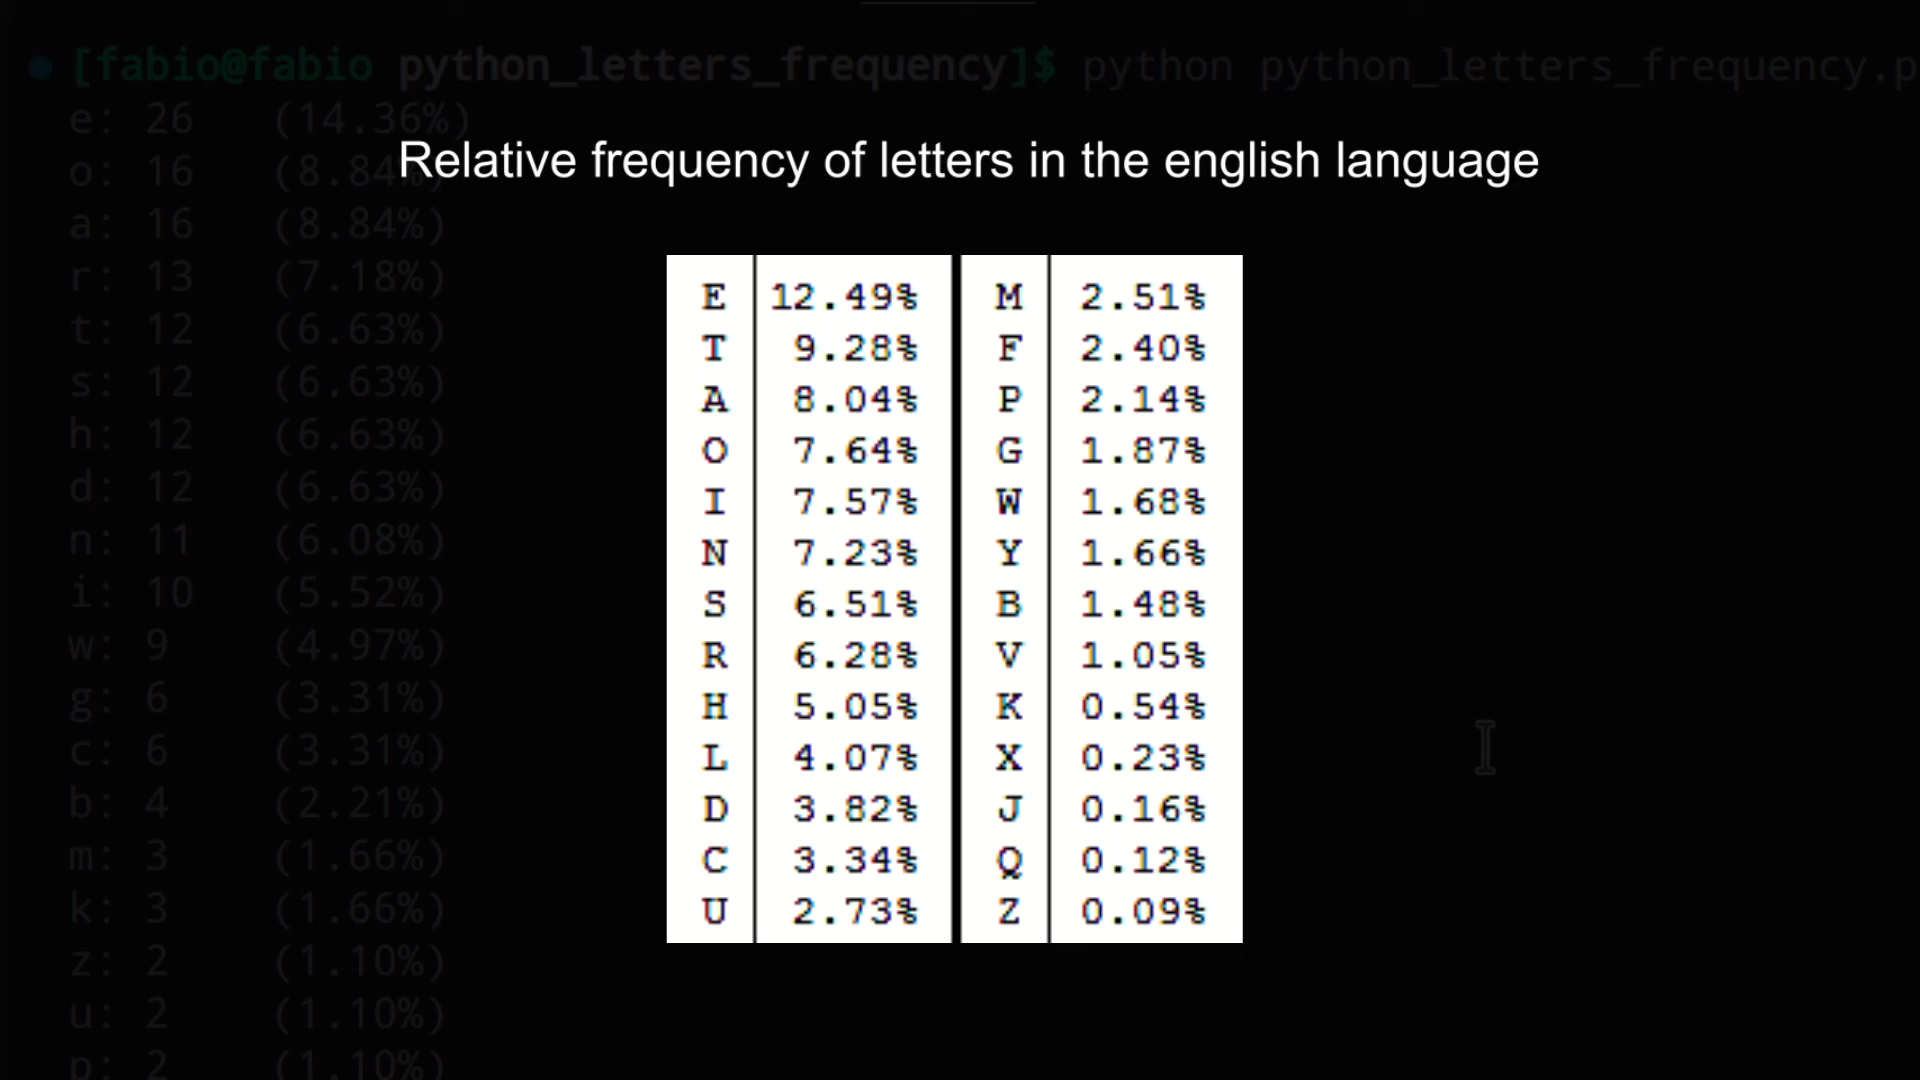 [fabio@fabio python_letters_frequency]$ python python_letters_frequency.p
e: 26 (14.36%)
o: 16 (8.84%)
a: 16 (8.84%)
r: 13 (7.18%)
t: 12 (6.63%)
s: 12 (6.63%)
h: 12 (6.63%)
d: 12 (6.63%)
n: 11 (6.08%)
i: 10 (5.52%)
w: 9 (4.97%)
g: 6 (3.31%)
c: 6 (3.31%)
b: 4 (2.21%)
m: 3 (1.66%)
k: 3 (1.66%)
z: 2 (1.10%)
u: 2 (1.10%)
p: 2 (1.10%)
Relative frequency of letters in the english language
E 12.49% M 2.51%
T 9.28% F 2.40%
A 8.04% P 2.14%
O 7.64% G 1.87%
I 7.57% W 1.68%
N 7.23% Y 1.66%
S 6.51% B 1.48%
R 6.28% V 1.05%
H 5.05% K 0.54%
L 4.07% X 0.23%
D 3.82% J 0.16%
C 3.34% Q 0.12%
U 2.73% Z 0.09%